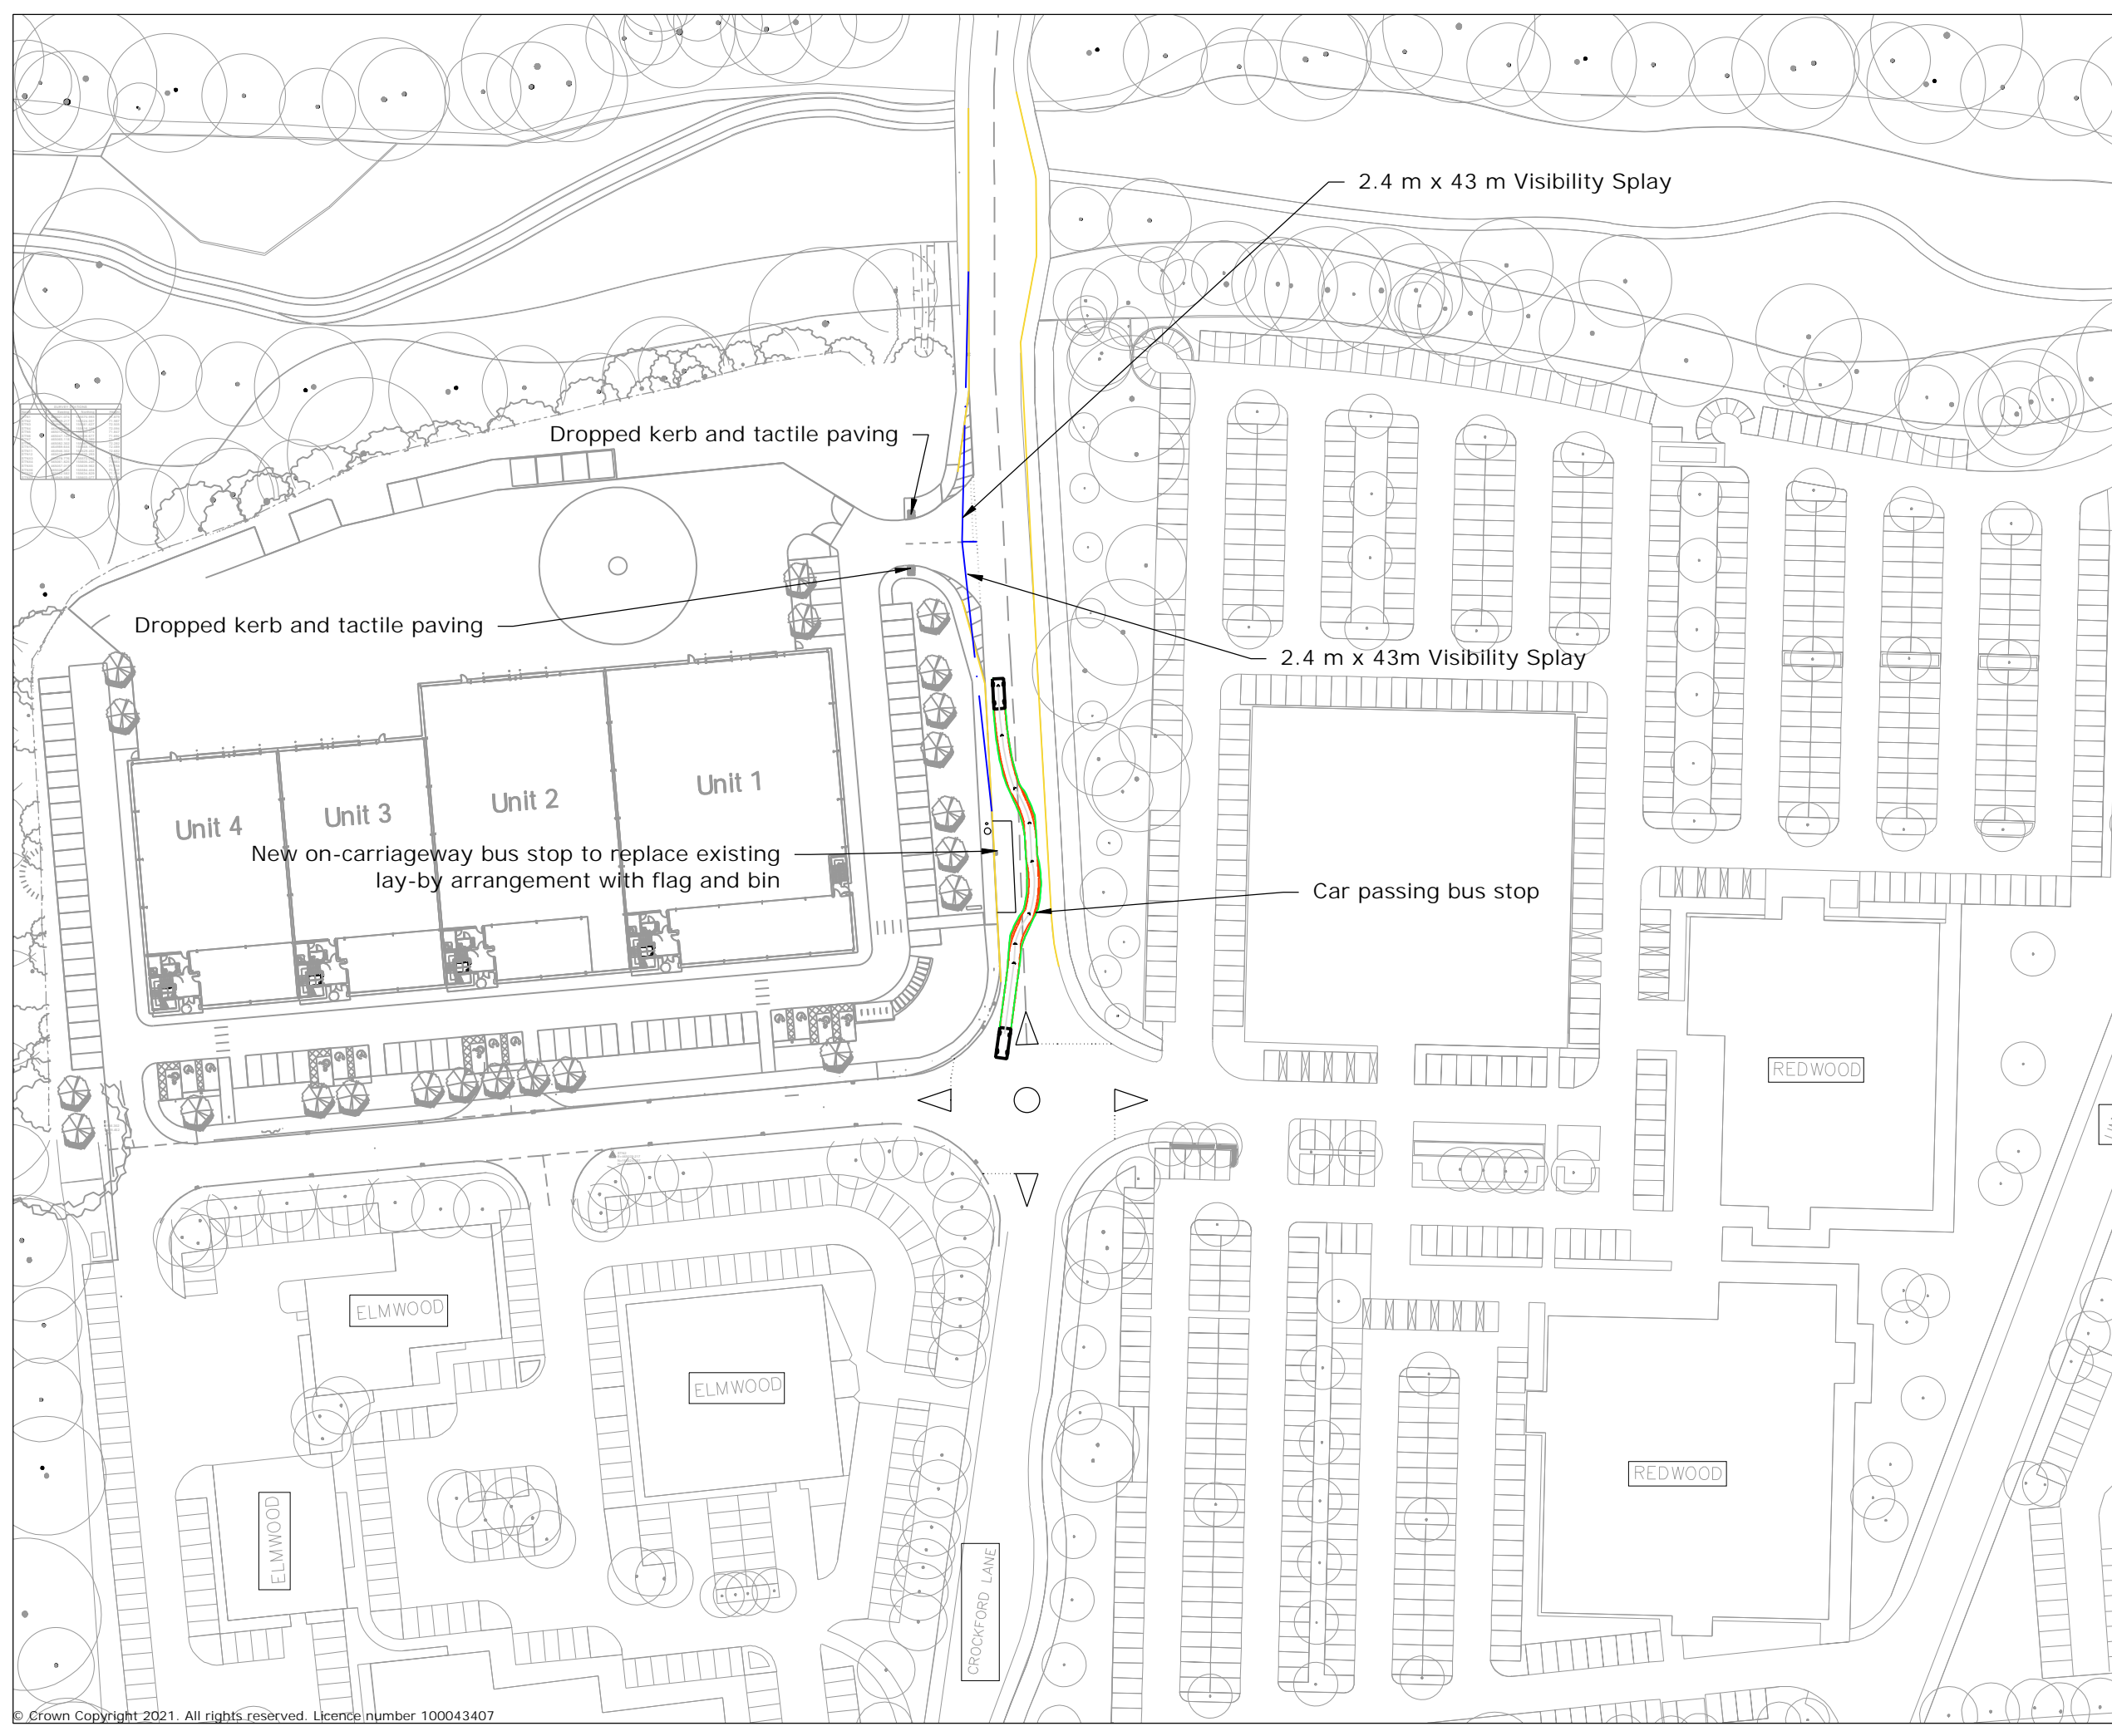 2.4 m x 43 m Visibility Splay
Dropped kerb and tactile paving
Dropped kerb and tactile paving
2.4 m x 43m Visibility Splay
Unit 1
Unit 2
Unit 3
Unit 4
New on-carriageway bus stop to replace existing
lay-by arrangement with flag and bin
Car passing bus stop
REDWOOD
ELMWOOD
ELMWOOD
REDWOOD
ELMWOOD
CROCKFORD LANE
© Crown Copyright 2021. All rights reserved. Licence number 100043407